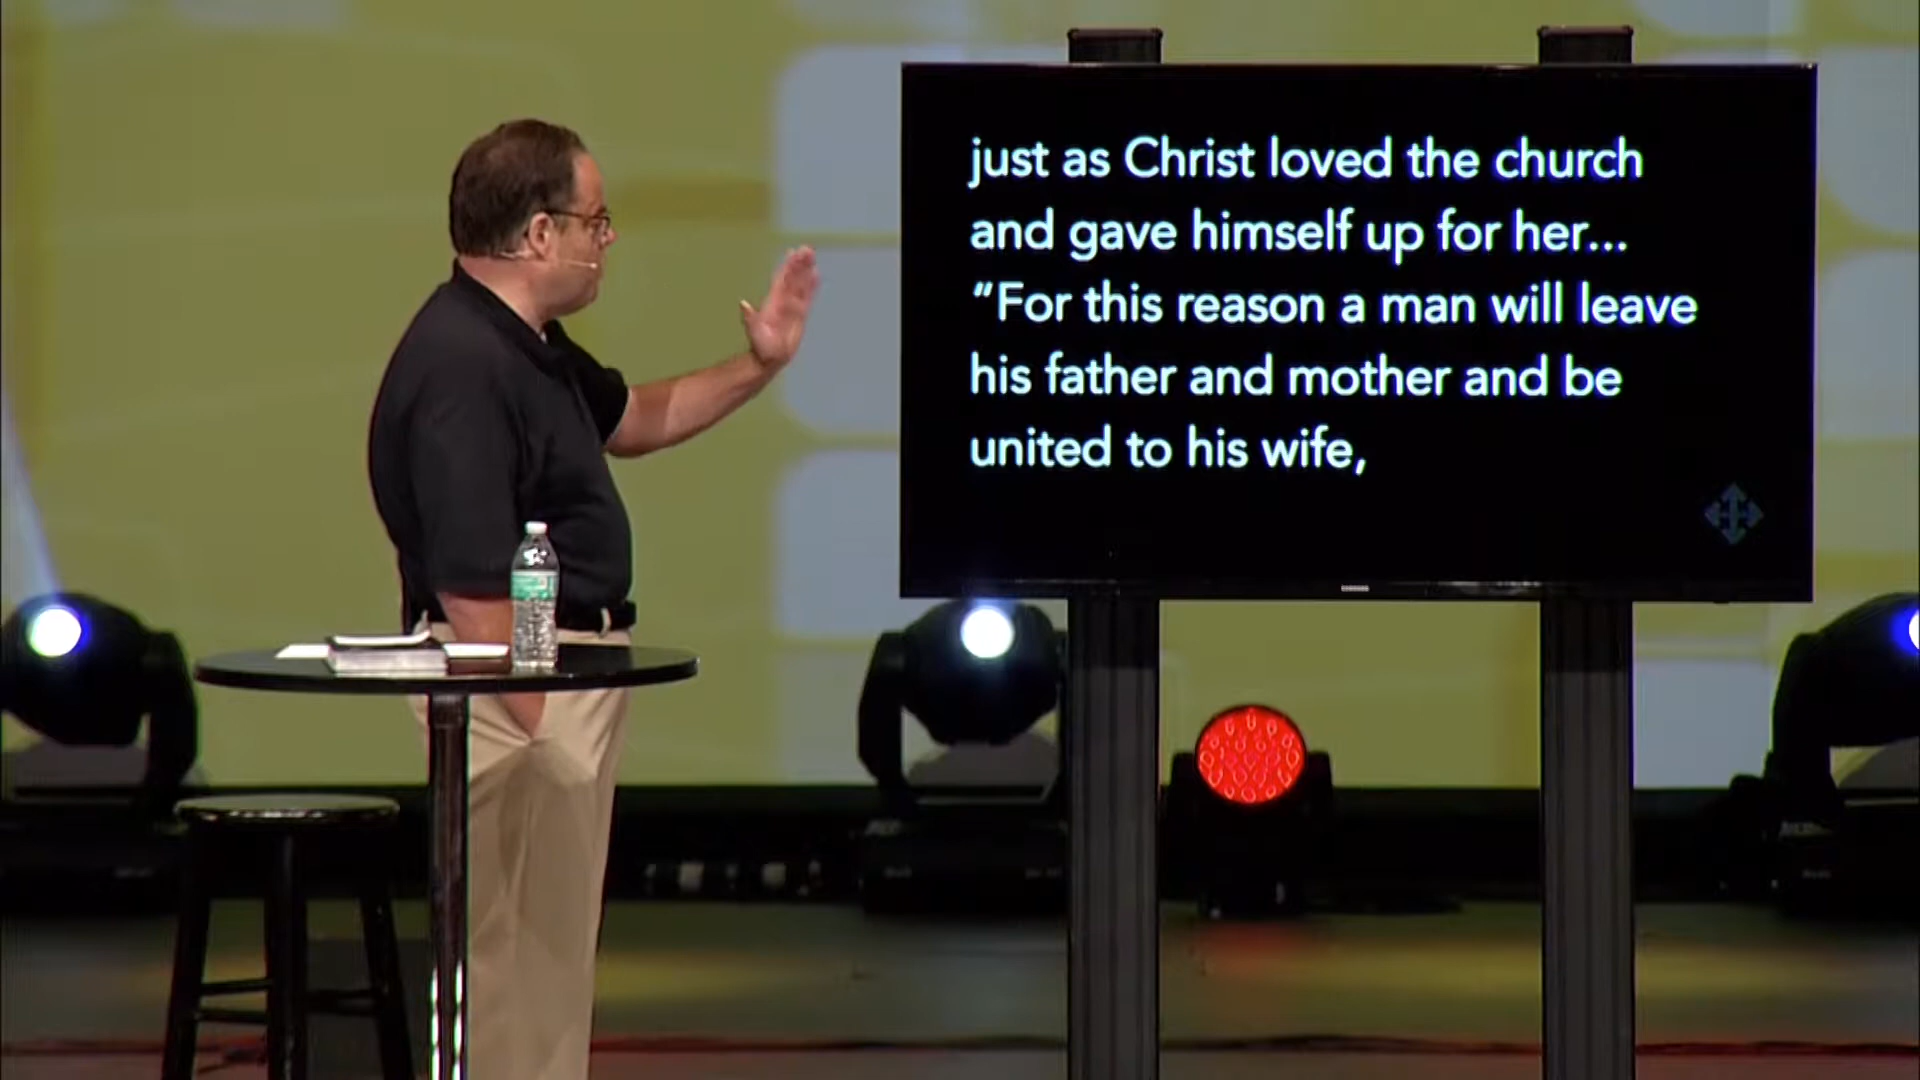 just as Christ loved the church
and gave himself up for her...
“For this reason a man will leave
his father and mother and be
united to his wife,